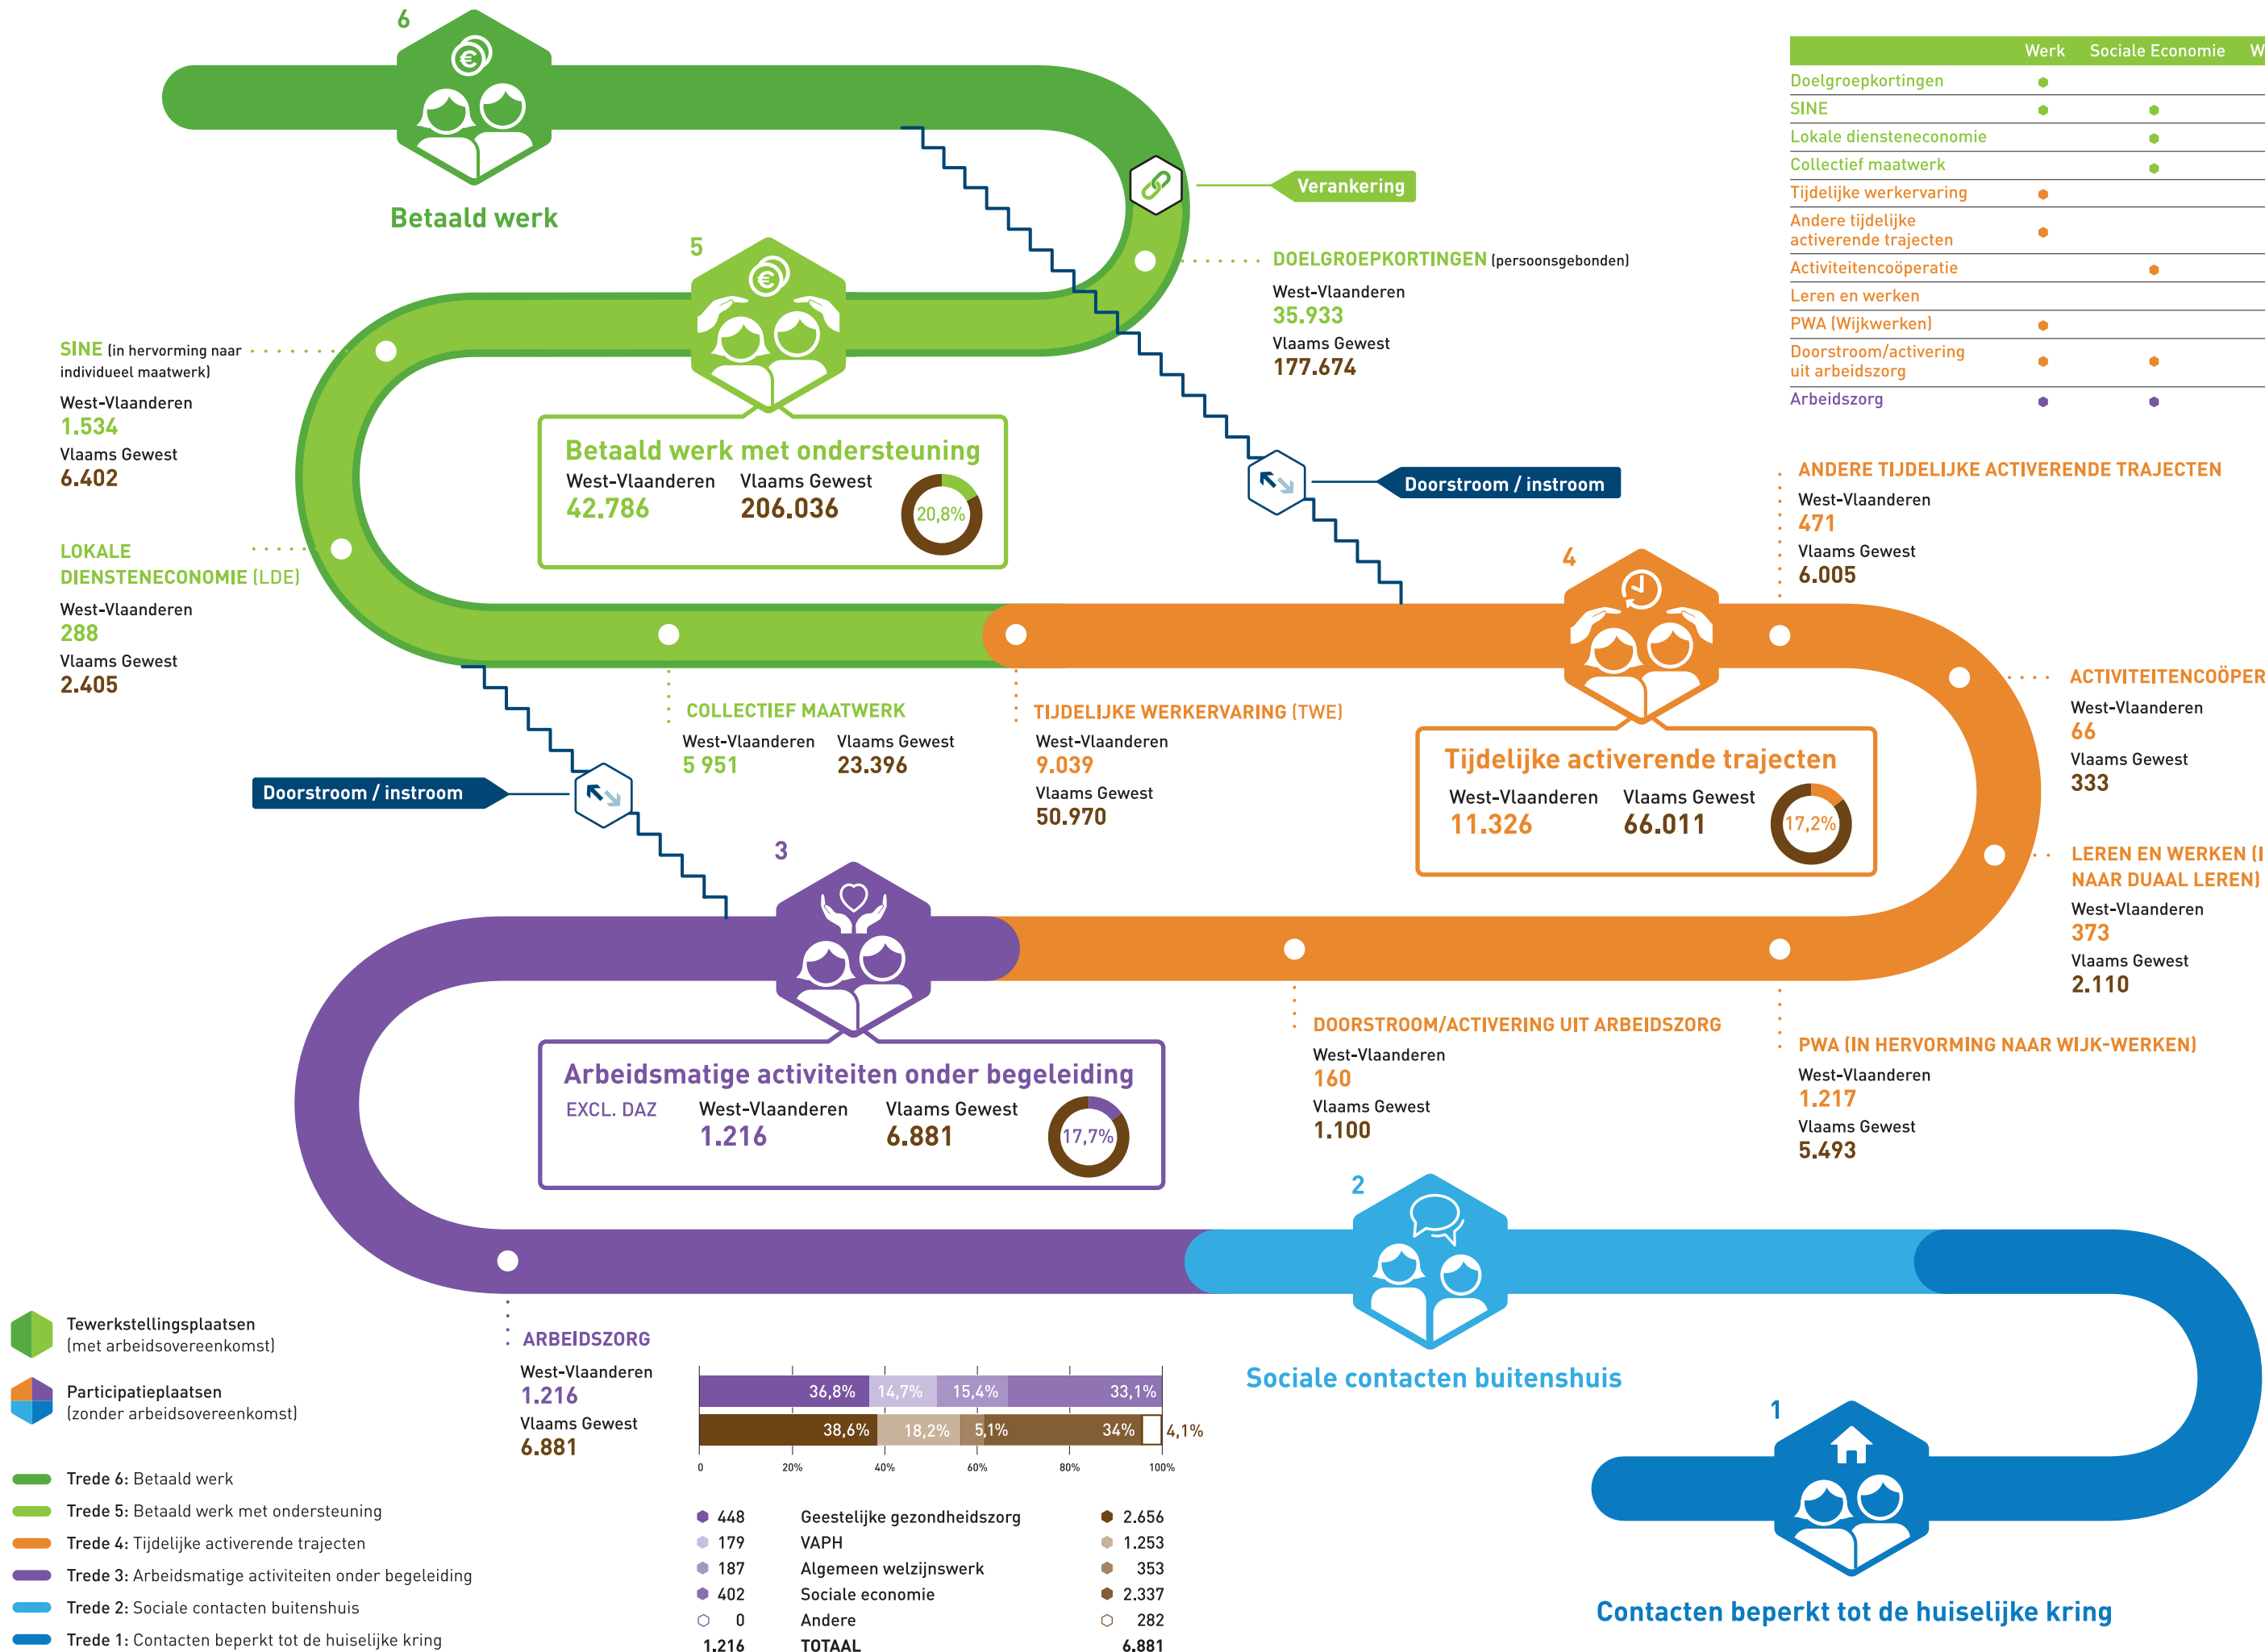 6
Betaald werk
Werk Sociale Economie
Doelgroepkortingen
SINE
Lokale diensteneconomie
Collectief maatwerk
Tijdelijke werkervaring
Andere tijdelijke
activerende trajecten
Activiteitencoöperatie
Leren en werken
PWA (Wijkwerken)
Doorstroom/activering
uit arbeidszorg
Arbeidszorg
Verankering
DOELGROEPKORTINGEN (persoonsgebonden)
West-Vlaanderen
35.933
Vlaams Gewest
177.674
5
Betaald werk met ondersteuning
West-Vlaanderen Vlaams Gewest
42.786 206.036
20,8%
SINE (in hervorming naar
individueel maatwerk)
West-Vlaanderen
1.534
Vlaams Gewest
6.402
LOKALE
DIENSTENECONOMIE (LDE)
West-Vlaanderen
288
Vlaams Gewest
2.405
Doorstroom / instroom
COLLECTIEF MAATWERK
West-Vlaanderen Vlaams Gewest
5 951 23.396
TIJDELIJKE WERKERVARING (TWE)
West-Vlaanderen
9.039
Vlaams Gewest
50.970
4
Tijdelijke activerende trajecten
West-Vlaanderen Vlaams Gewest
11.326 66.011
17,2%
ANDERE TIJDELIJKE ACTIVERENDE TRAJECTEN
West-Vlaanderen
471
Vlaams Gewest
6.005
ACTIVITEITENCOÖPER
West-Vlaanderen
66
Vlaams Gewest
333
LEREN EN WERKEN (I
NAAR DUAAL LEREN)
West-Vlaanderen
373
Vlaams Gewest
2.110
Doorstroom / instroom
3
Arbeidsmatige activiteiten onder begeleiding
EXCL. DAZ West-Vlaanderen Vlaams Gewest
1.216 6.881
17,7%
DOORSTROOM/ACTIVERING UIT ARBEIDSZORG
West-Vlaanderen
160
Vlaams Gewest
1.100
PWA (IN HERVORMING NAAR WIJK-WERKEN)
West-Vlaanderen
1.217
Vlaams Gewest
5.493
2
Sociale contacten buitenshuis
1
Contacten beperkt tot de huiselijke kring
ARBEIDSZORG
West-Vlaanderen
1.216
Vlaams Gewest
6.881
36,8% 14,7% 15,4% 33,1%
38,6% 18,2% 5,1% 34% 4,1%
0 20% 40% 60% 80% 100%
448 Geestelijke gezondheidszorg 2.656
179 VAPH 1.253
187 Algemeen welzijnswerk 353
402 Sociale economie 2.337
0 Andere 282
1.216 TOTAAL 6.881
Tewerkstellingsplaatsen
(met arbeidsovereenkomst)
Participatieplaatsen
(zonder arbeidsovereenkomst)
Trede 6: Betaald werk
Trede 5: Betaald werk met ondersteuning
Trede 4: Tijdelijke activerende trajecten
Trede 3: Arbeidsmatige activiteiten onder begeleiding
Trede 2: Sociale contacten buitenshuis
Trede 1: Contacten beperkt tot de huiselijke kring